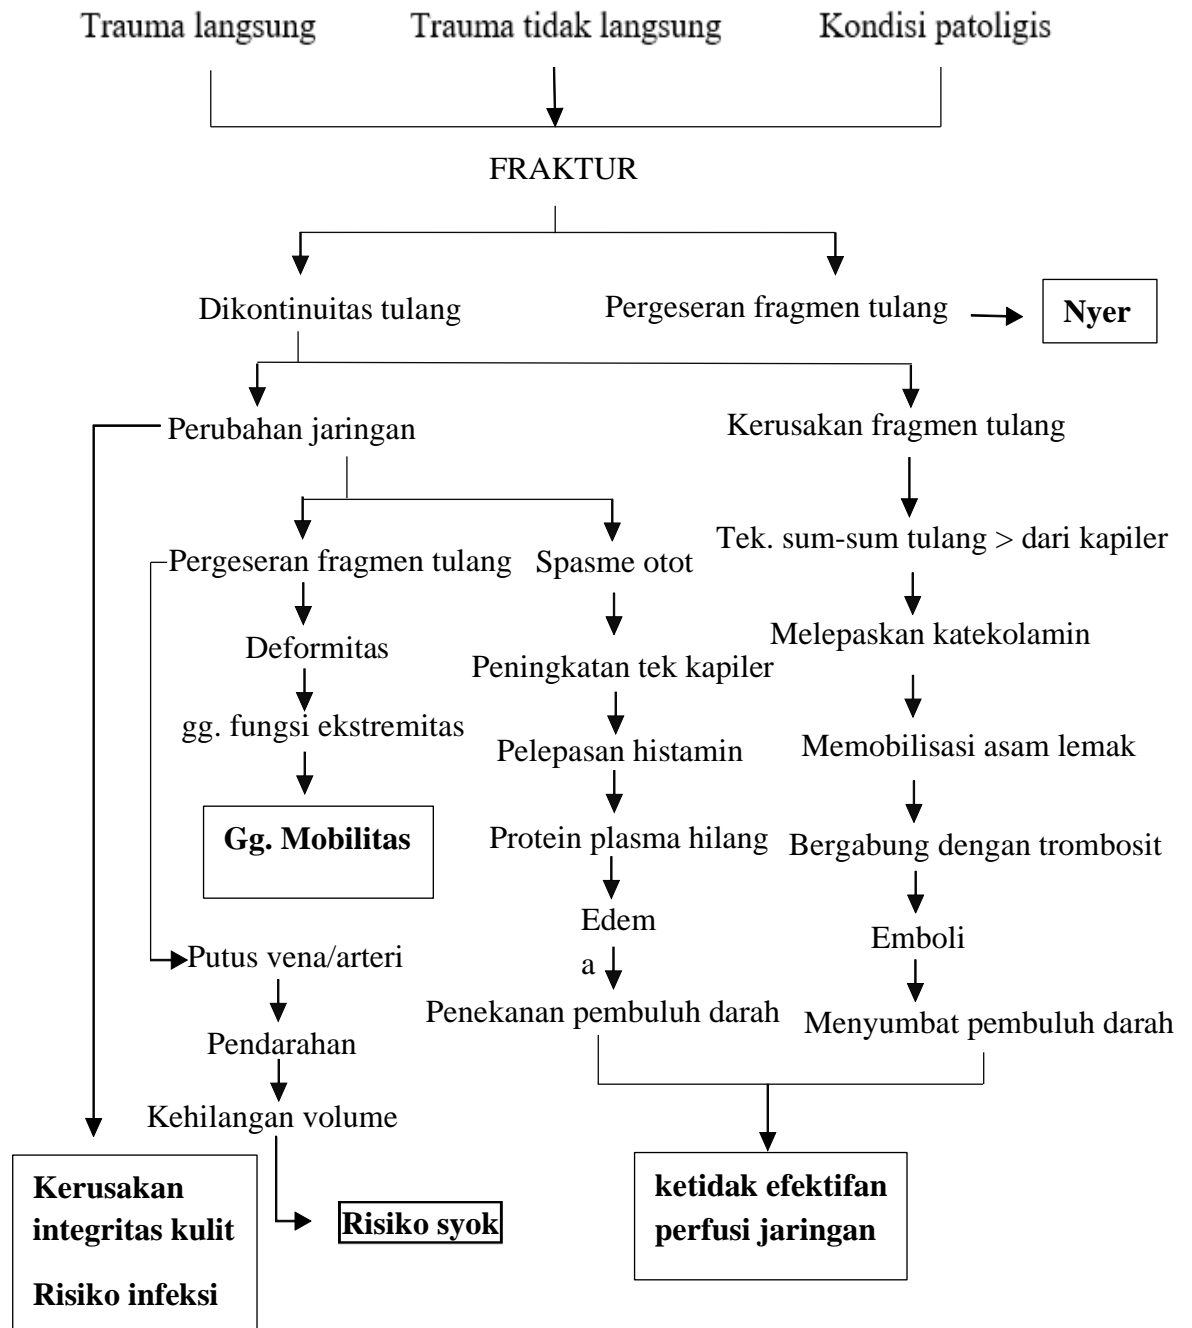 Trauma langsung
Trauma tidak langsung
Kondisi patoligis
FRAKTUR
Dikontinuitas tulang
Pergeseran fragmen tulang
Nyer
Perubahan jaringan
Kerusakan fragmen tulang
Pergeseran fragmen tulang
Spasme otot
Tek. sum-sum tulang > dari kapiler
Deformitas
Peningkatan tek kapiler
Melepaskan katekolamin
gg. fungsi ekstremitas
Pelepasan histamin
Memobilisasi asam lemak
Gg. Mobilitas
Protein plasma hilang
Bergabung dengan trombosit
Edem
a
Emboli
Putus vena/arteri
Penekanan pembuluh darah
Menyumbat pembuluh darah
Pendarahan
Kehilangan volume
Kerusakan
integritas kulit
Risiko infeksi
Risiko syok
ketidak efektifan
perfusi jaringan